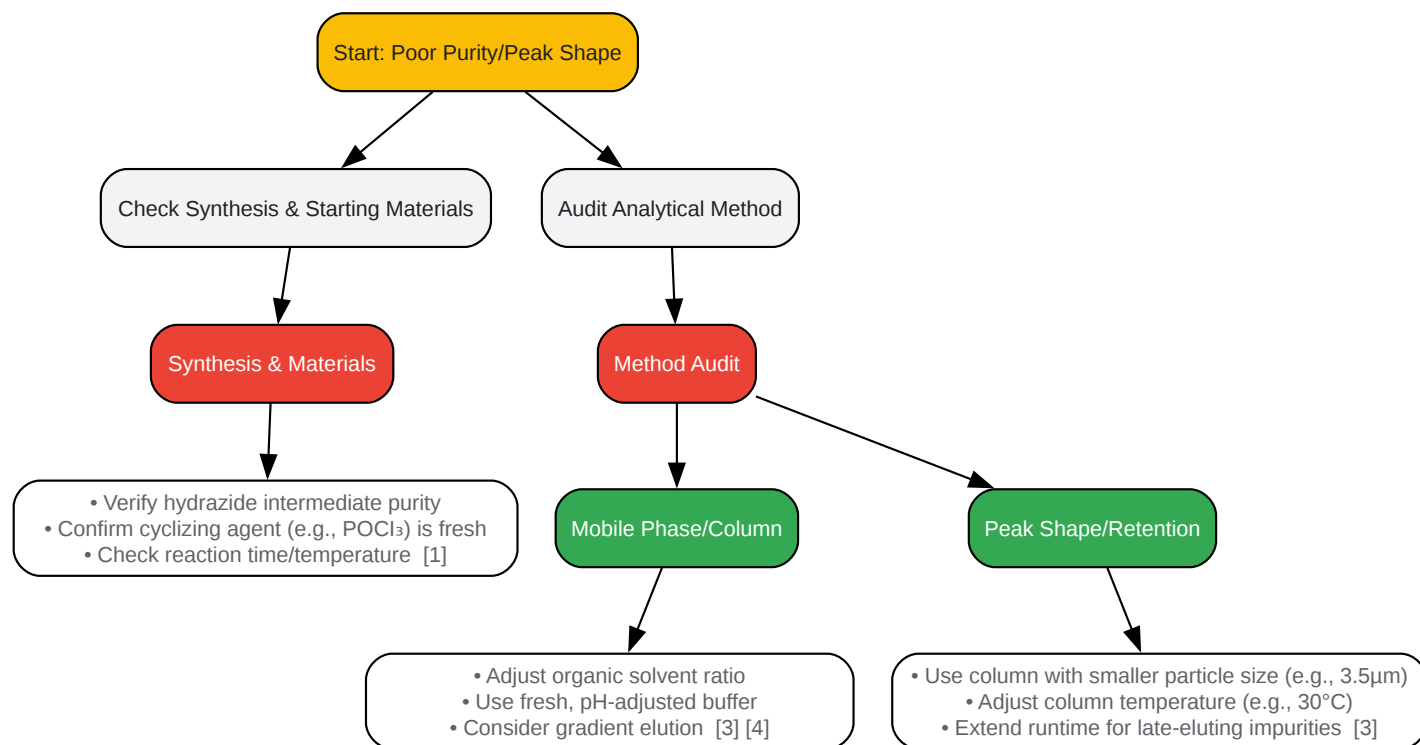 Start: Poor Purity/Peak Shape
Check Synthesis & Starting Materials
Audit Analytical Method
Synthesis & Materials
Method Audit
• Verify hydrazide intermediate purity
• Confirm cyclizing agent (e.g., POCl₃) is fresh
• Check reaction time/temperature  [1]
Mobile Phase/Column
Peak Shape/Retention
• Adjust organic solvent ratio
• Use fresh, pH-adjusted buffer
• Consider gradient elution  [3] [4]
• Use column with smaller particle size (e.g., 3.5µm)
• Adjust column temperature (e.g., 30°C)
• Extend runtime for late-eluting impurities  [3]